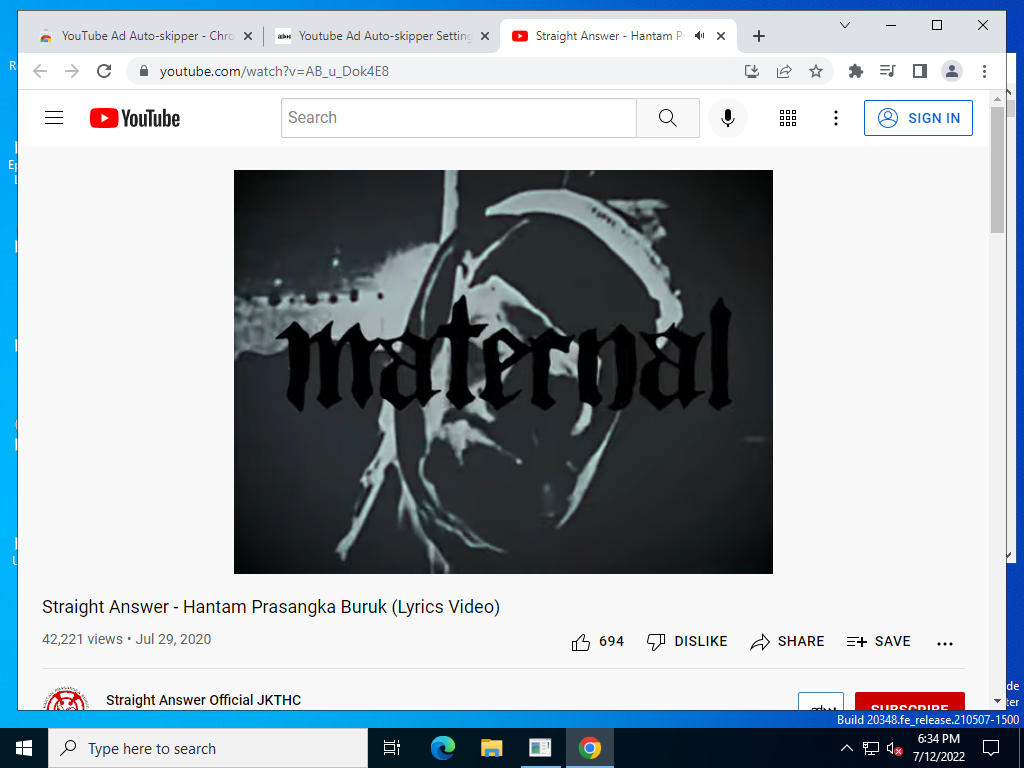 YouTube Ad Auto-skipper - Chro
Youtube Ad Auto-skipper Setting
Straight Answer - Hantam P
youtube.com/watch?v=AB_u_Dok4E8
YouTube
Search
SIGN IN
maternal
Straight Answer - Hantam Prasangka Buruk (Lyrics Video)
42,221 views • Jul 29, 2020
694
DISLIKE
SHARE
SAVE
Straight Answer Official JKTHC
SUBSCRIBE
Build 20348.fe_release.210507-1500
Type here to search
6:34 PM
7/12/2022